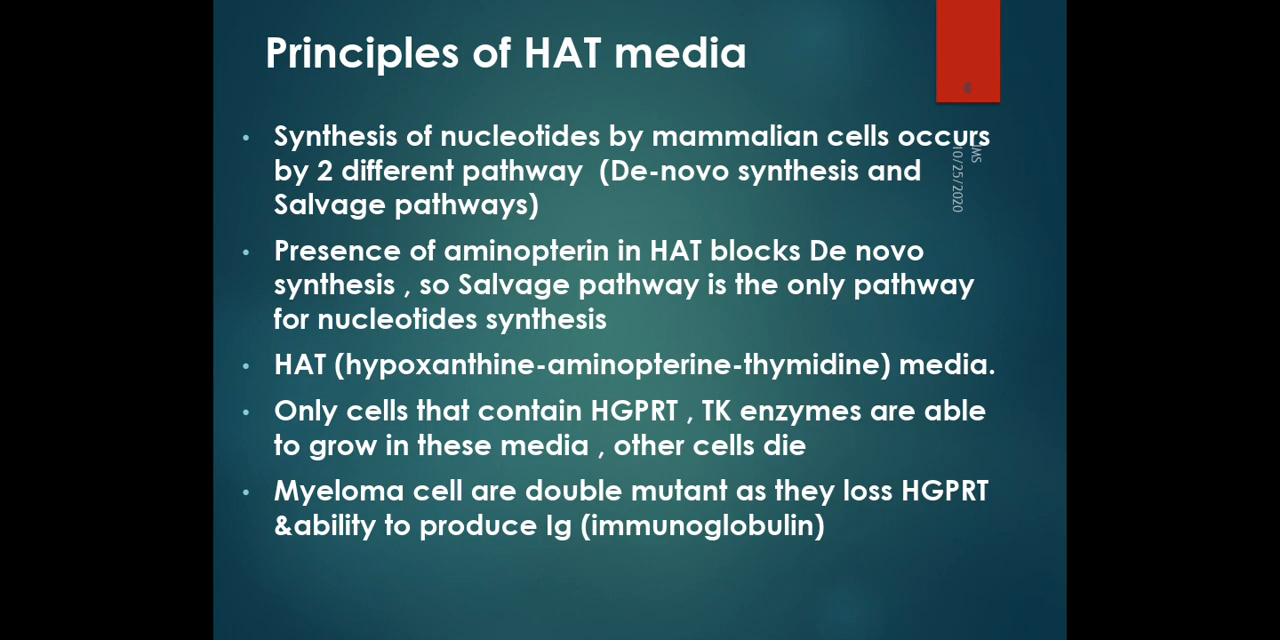 Principles of HAT media
6
• Synthesis of nucleotides by mammalian cells occurs
by 2 different pathway (De-novo synthesis and
Salvage pathways)
• Presence of aminopterin in HAT blocks De novo
synthesis , so Salvage pathway is the only pathway
for nucleotides synthesis
• HAT (hypoxanthine-aminopterine-thymidine) media.
• Only cells that contain HGPRT , TK enzymes are able
to grow in these media , other cells die
• Myeloma cell are double mutant as they loss HGPRT
&ability to produce Ig (immunoglobulin)
10/25/2020